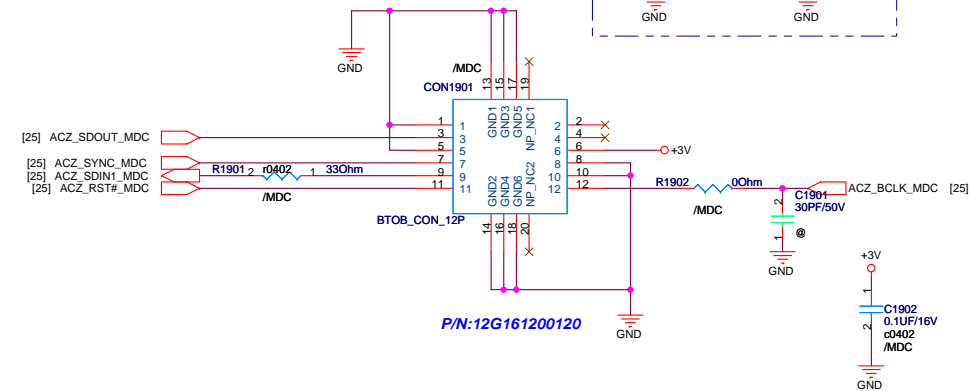 GND
GND
GND
/MDC
CON1901
13
15
17
19
GND1
GND3
GND5
NP_NC1
1
1
2
2
[25] ACZ_SDOUT_MDC
3
3
4
4
5
5
6
6
+3V
[25] ACZ_SYNC_MDC
7
7
8
8
[25] ACZ_SDIN1_MDC
R1901
2
r0402
1
33Ohm
9
9
10
10
[25] ACZ_RST#_MDC
/MDC
11
11
12
12
R1902
0Ohm
/MDC
ACZ_BCLK_MDC [25]
GND2
GND4
GND6
NP_NC2
BTOB_CON_12P
14
16
18
20
C1901
30PF/50V
2
1
@
GND
P/N:12G161200120
GND
+3V
1
C1902
0.1UF/16V
2
c0402
/MDC
GND